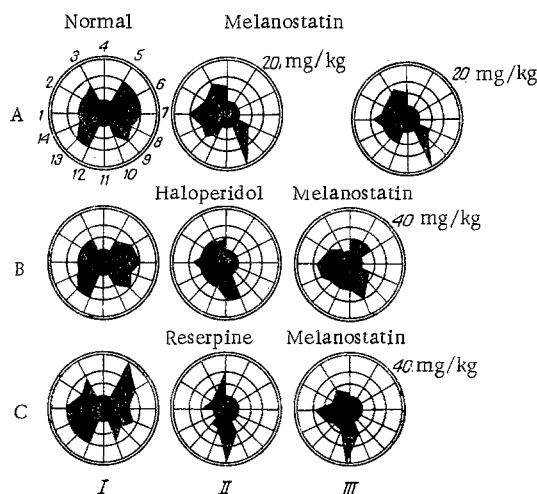 Normal Melanostatin
20, mg/kg 20 mg/kg
A
1 2 3 4 5 6 7 8 9 10 11 12 13 14
Haloperidol Melanostatin
40 mg/kg
B
Reserpine Melanostatin
40 mg/kg
C
I II III